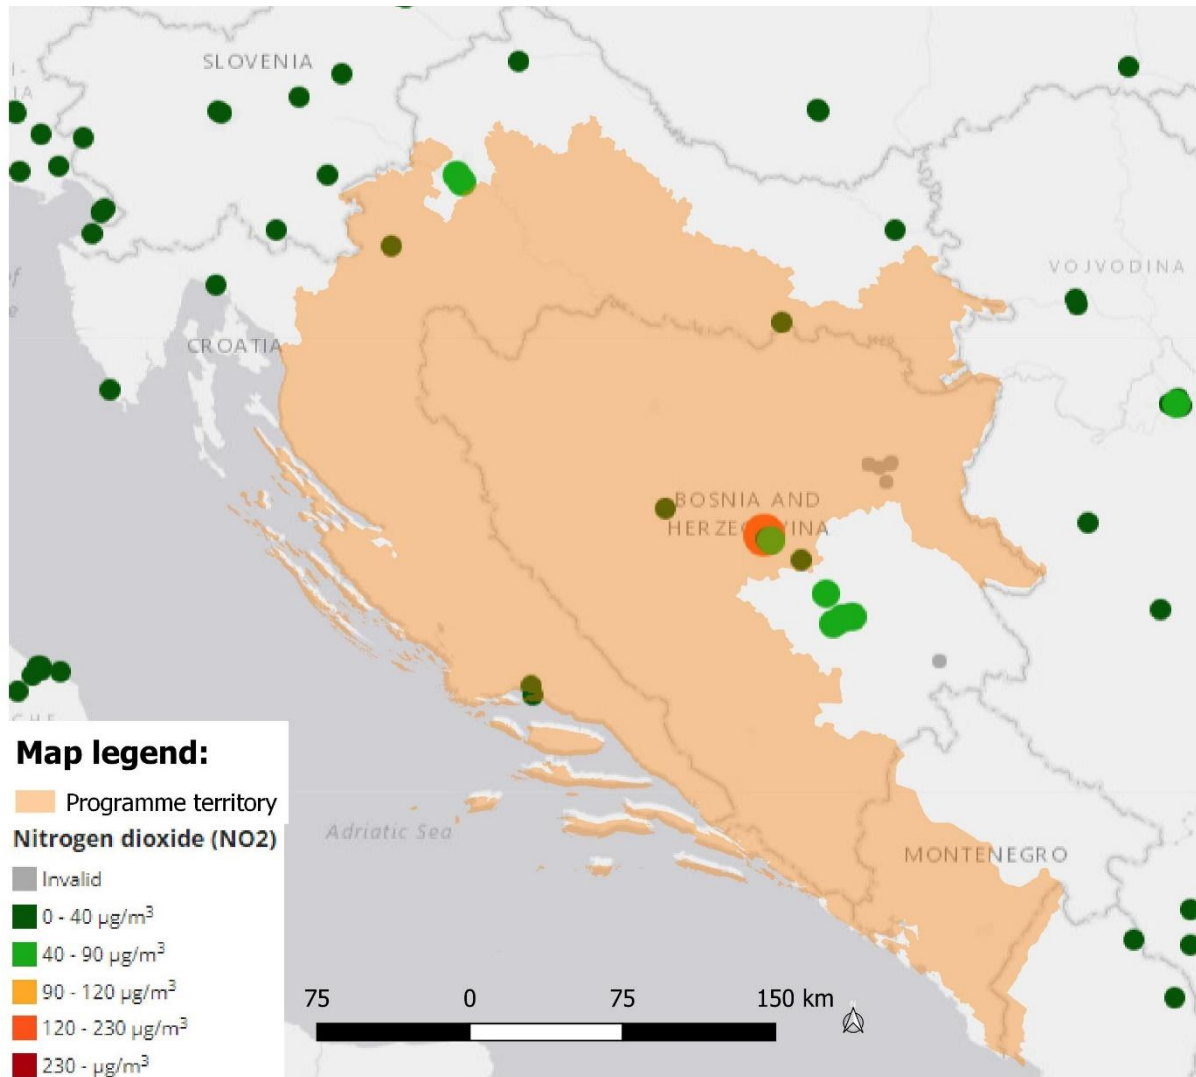 SLOVENIA
VOJVODINA
CROATIA
BOSNIA AND
HERZEGOVINA
Map legend:
Programme territory
Nitrogen dioxide (NO2)
Invalid
0 - 40 µg/m³
40 - 90 µg/m³
90 - 120 µg/m³
120 - 230 µg/m³
230 - µg/m³
Adriatic Sea
MONTENEGRO
75 0 75 150 km
N